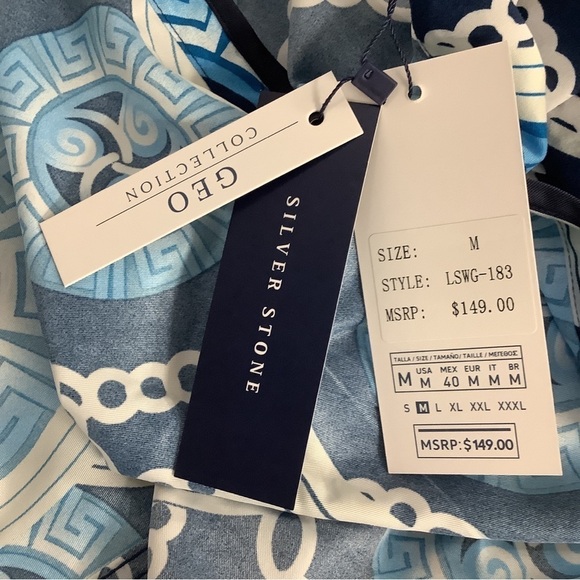 GEO
COLLECTION
SILVER STONE
SIZE: M
STYLE: LSWG-183
MSRP: $149.00
TALLA / SIZE / TAMAÑO / TAILLE / МЕГЕВОΣ
M USA MEX EUR IT BR
M 40 M M M
S M L XL XXL XXXL
MSRP:$149.00